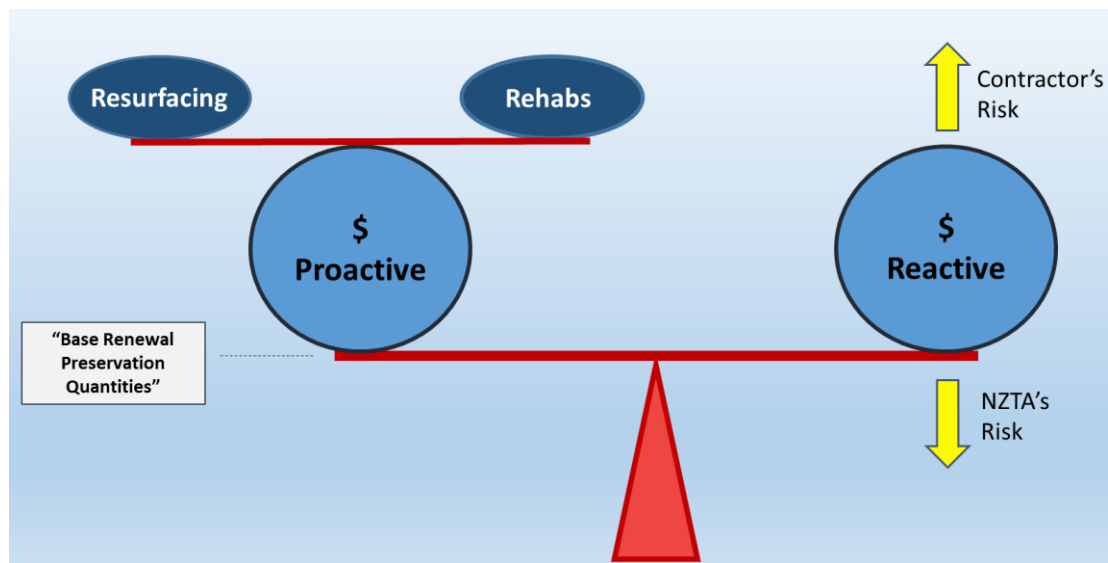 Resurfacing
Rehabs
Contractor's
Risk
$
Proactive
$
Reactive
“Base Renewal
Preservation
Quantities”
NZTA's
Risk